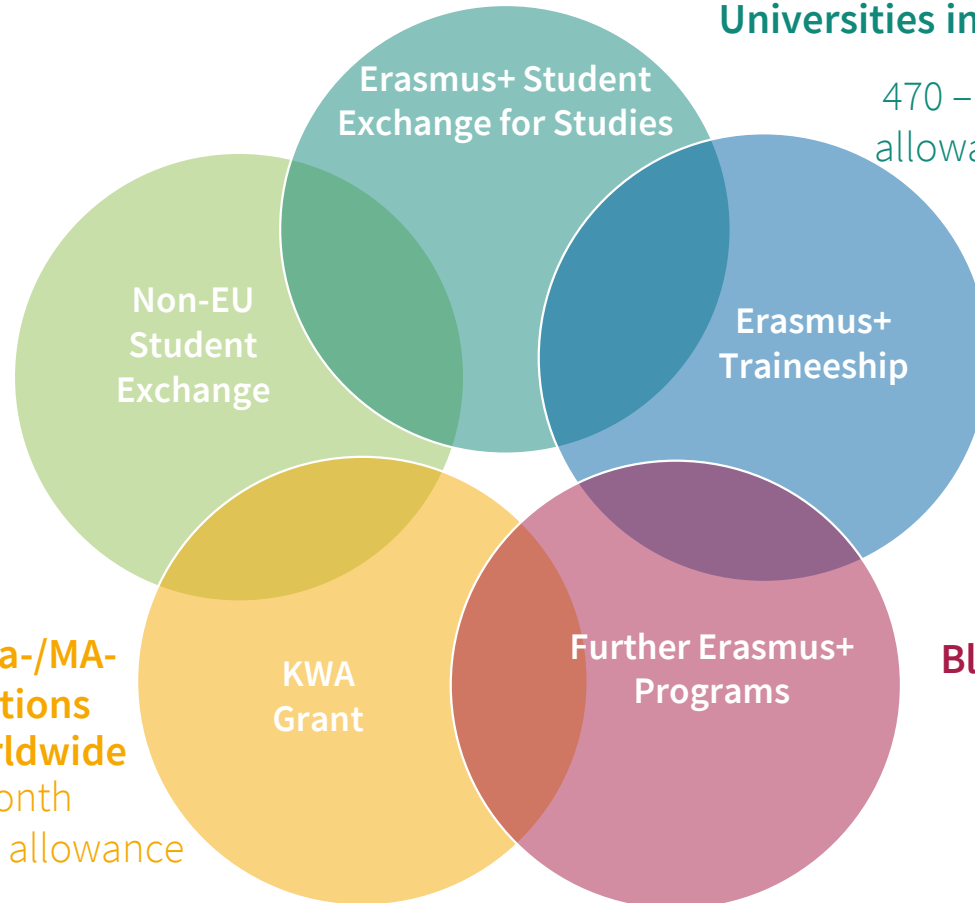 Universities in
Erasmus+ Student
Exchange for Studies
470 –
allowa
Non-EU
Student
Exchange
Erasmus+
Traineeship
a-/MA-
tions
rldwide
onth
allowance
KWA
Grant
Further Erasmus+
Programs
Bl